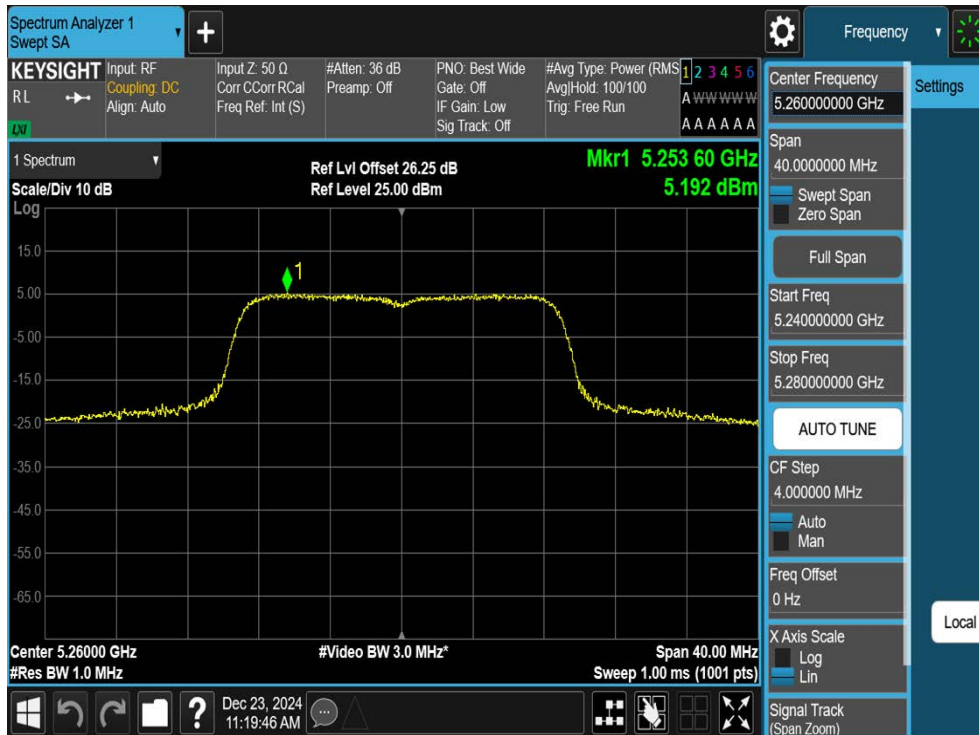 Spectrum Analyzer 1
Swept SA
+
Frequency
KEYSIGHT
R L
LXI
Input: RF
Coupling: DC
Align: Auto
Input Z: 50 Ω
Corr CCorr RCal
Freq Ref: Int (S)
#Atten: 36 dB
Preamp: Off
PNO: Best Wide
Gate: Off
IF Gain: Low
Sig Track: Off
#Avg Type: Power (RMS
Avg|Hold: 100/100
Trig: Free Run
1 2 3 4 5 6
A W W W W W
A A A A A A
1 Spectrum
Scale/Div 10 dB
Log
Ref Lvl Offset 26.25 dB
Ref Level 25.00 dBm
Mkr1 5.253 60 GHz
5.192 dBm
15.0
5.00
-5.00
-15.0
-25.0
-35.0
-45.0
-55.0
-65.0
1
Center 5.26000 GHz
#Res BW 1.0 MHz
#Video BW 3.0 MHz*
Span 40.00 MHz
Sweep 1.00 ms (1001 pts)
?
Dec 23, 2024
11:19:46 AM
Center Frequency
5.260000000 GHz
Span
40.0000000 MHz
Swept Span
Zero Span
Full Span
Start Freq
5.240000000 GHz
Stop Freq
5.280000000 GHz
AUTO TUNE
CF Step
4.000000 MHz
Auto
Man
Freq Offset
0 Hz
X Axis Scale
Log
Lin
Signal Track
(Span Zoom)
Settings
Local